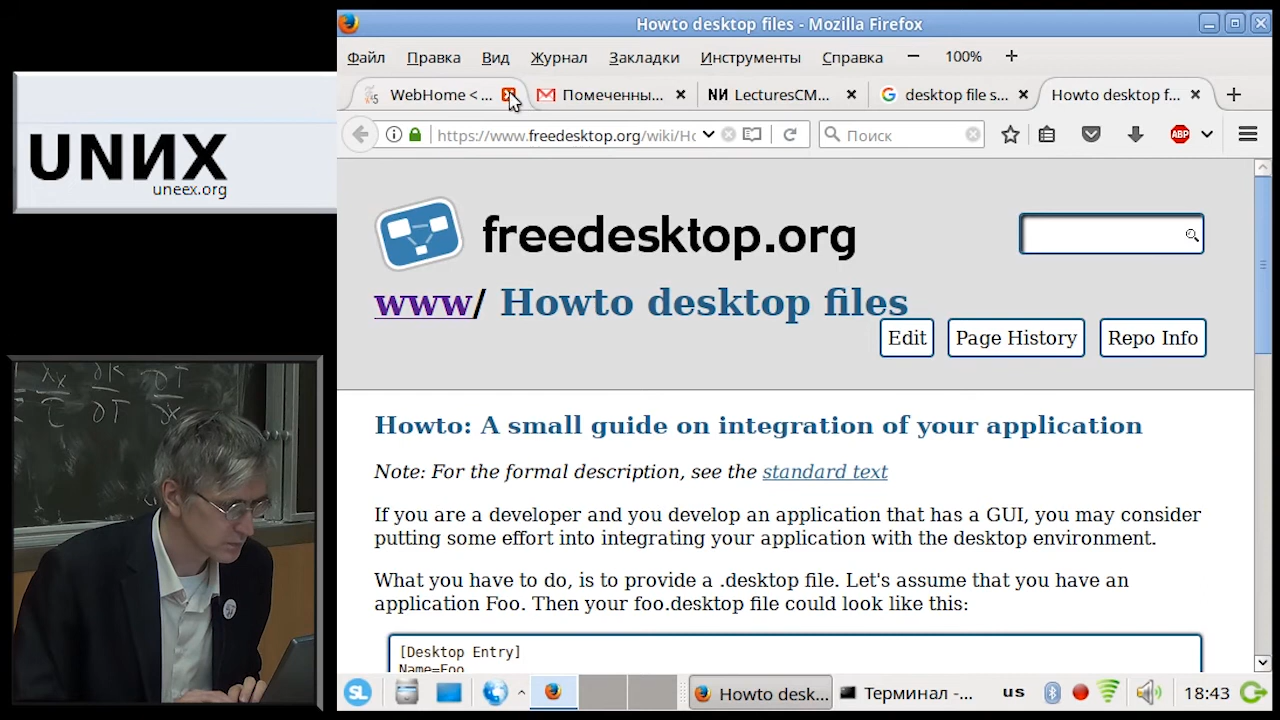 UNИX
uneex.org
Howto desktop files - Mozilla Firefox
Файл Правка Вид Журнал Закладки Инструменты Справка − 100% +
WebHome < ... Помеченны... NИ LecturesCM... desktop file s... Howto desktop f...
https://www.freedesktop.org/wiki/Ho Поиск ABP
freedesktop.org
www/ Howto desktop files
Edit Page History Repo Info
Howto: A small guide on integration of your application
Note: For the formal description, see the standard text
If you are a developer and you develop an application that has a GUI, you may consider
putting some effort into integrating your application with the desktop environment.
What you have to do, is to provide a .desktop file. Let's assume that you have an
application Foo. Then your foo.desktop file could look like this:
[Desktop Entry]
Name=Foo
SL Howto desk... Терминал -... us 18:43